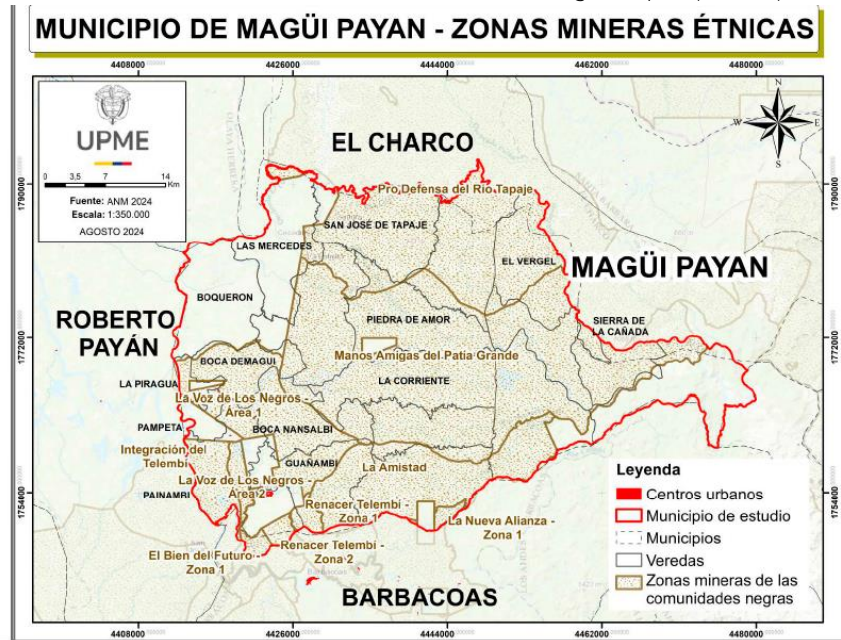 MUNICIPIO DE MAGÜI PAYAN - ZONAS MINERAS ÉTNICAS
4408000
4426000
4444000
4462000
4480000
UPME
0 3,5 7 14
Km
Fuente: ANM 2024
Escala: 1:350.000
AGOSTO 2024
N
W
E
S
EL CHARCO
1790000
1790000
Pro Defensa del Rio Tapaje
SAN JOSÉ DE TAPAJE
LAS MERCEDES
EL VERGEL
MAGÜI PAYAN
BOQUERON
ROBERTO
PAYÁN
PIEDRA DE AMOR
SIERRA DE
LA CAÑADA
1772000
1772000
BOCA DEMAGUI
Manos Amigas del Patia Grande
LA PIRAGUA
LA CORRIENTE
La Voz de Los Negros -
Área 1
PAMPETA
BOCA NANSALBI
Integración del
Telembi
GUAÑAMBI
La Amistad
La Voz de Los Negros -
Área 2
PAINAMBI
1754000
1754000
Renacer Telembi -
Zona 1
La Nueva Alianza -
Zona 1
El Bien del Futuro -
Zona 1
Renacer Telembi -
Zona 2
Barbacoas
BARBACOAS
Leyenda
Centros urbanos
Municipio de estudio
Municipios
Veredas
Zonas mineras de las
comunidades negras
4408000
4426000
4444000
4462000
4480000